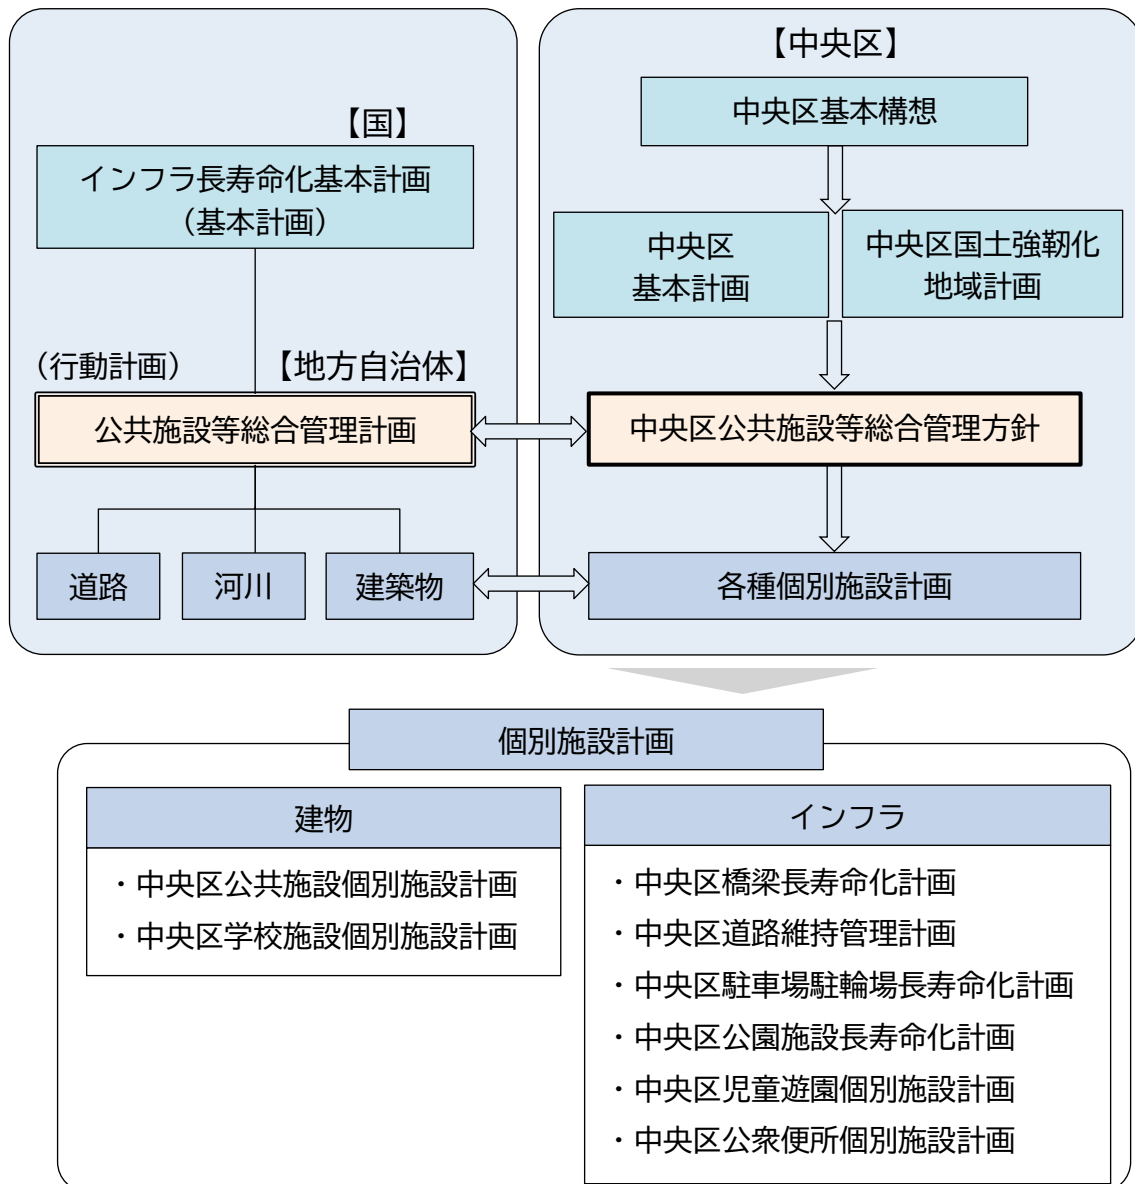 【国】
インフラ長寿命化基本計画
（基本計画）
（行動計画）
【地方自治体】
公共施設等総合管理計画
道路
河川
建築物
【中央区】
中央区基本構想
中央区
基本計画
中央区国土強靭化
地域計画
中央区公共施設等総合管理方針
各種個別施設計画
個別施設計画
建物
・中央区公共施設個別施設計画
・中央区学校施設個別施設計画
インフラ
・中央区橋梁長寿命化計画
・中央区道路維持管理計画
・中央区駐車場駐輪場長寿命化計画
・中央区公園施設長寿命化計画
・中央区児童遊園個別施設計画
・中央区公衆便所個別施設計画